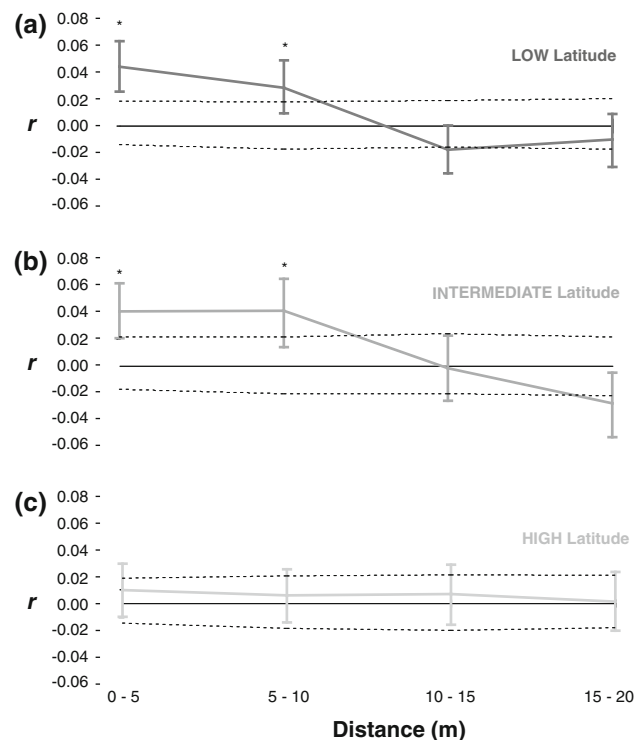 (a)
0.08
*
*
LOW Latitude
0.06
0.04
0.02
r
0.00
-0.02
-0.04
-0.06
(b)
0.08
*
*
INTERMEDIATE Latitude
0.06
0.04
0.02
r
0.00
-0.02
-0.04
-0.06
(c)
0.08
0.06
HIGH Latitude
0.04
0.02
r
0.00
-0.02
-0.04
-0.06
0 - 5
5 - 10
10 - 15
15 - 20
Distance (m)